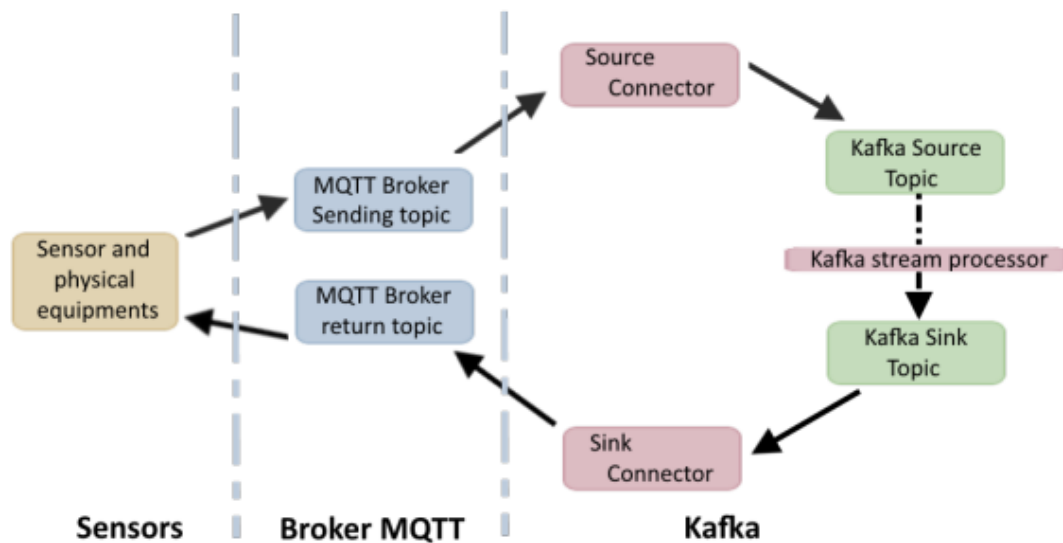 Source
Connector
Kafka Source
Topic
MQTT Broker
Sending topic
Sensor and
physical
equipments
Kafka stream processor
MQTT Broker
return topic
Kafka Sink
Topic
Sink
Connector
Sensors
Broker MQTT
Kafka